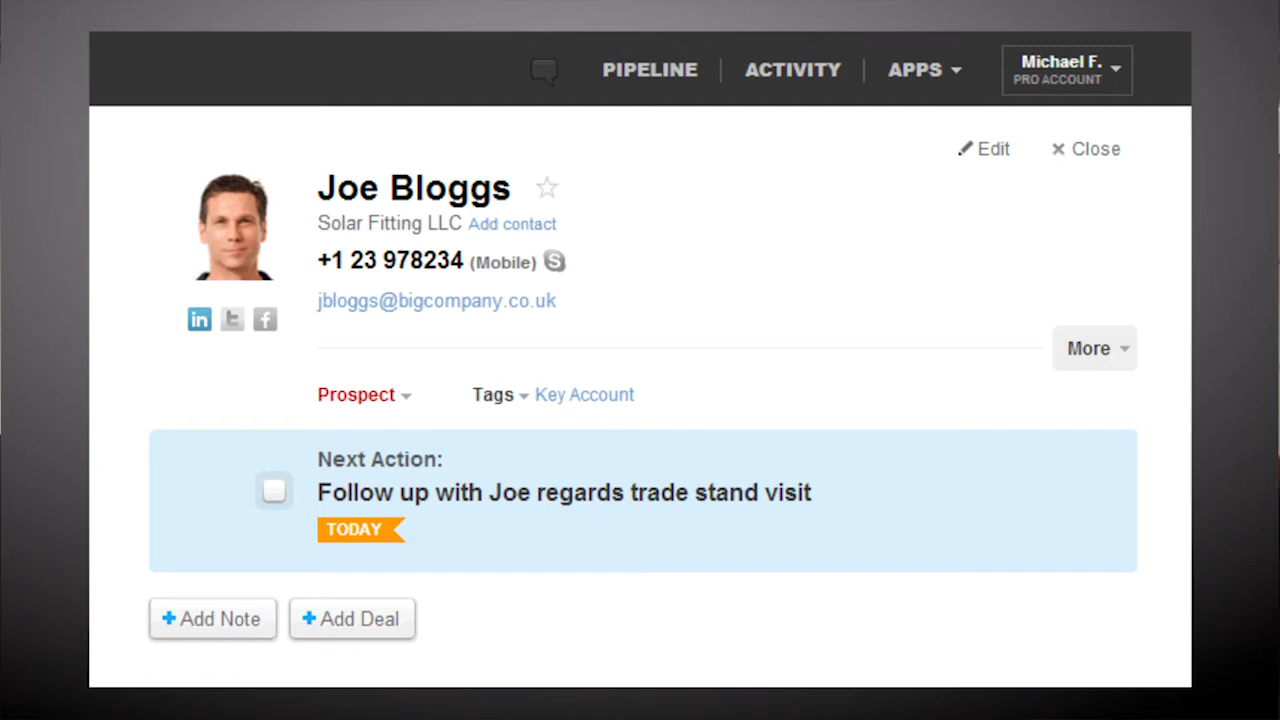 PIPELINE ACTIVITY APPS Michael F.
PRO ACCOUNT
Edit Close
Joe Bloggs
Solar Fitting LLC Add contact
+1 23 978234 (Mobile)
jbloggs@bigcompany.co.uk
in t f
More
Prospect Tags Key Account
Next Action:
Follow up with Joe regards trade stand visit
TODAY
Add Note Add Deal